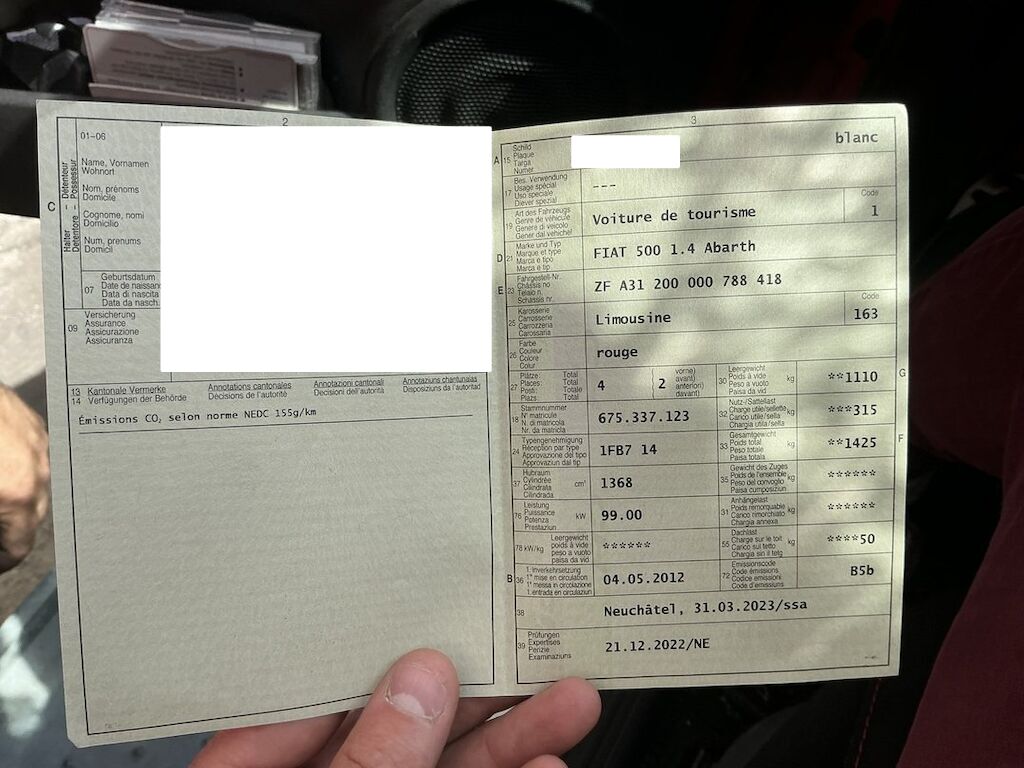 2
01–06
Halter – Détenteur
Detentore – Possessur
C
Name, Vornamen
Wohnort
Nom, prénoms
Domicile
Cognome, nomi
Domicilio
Num, prenums
Domicil
07
Geburtsdatum
Date de naissan
Data di nascita
Data da nasch.
09
Versicherung
Assurance
Assicurazione
Assicuranza
13 Kantonale Vermerke
14 Verfügungen der Behörde
Annotations cantonales
Décisions de l'autorité
Annotazioni cantonali
Decisioni dell'autorità
Annotaziuns chantunalas
Disposiziuns da l'autoritad
Émissions CO₂ selon norme NEDC 155g/km
3
A 15
Schild
Plaque
Targa
Numer
blanc
17
Bes. Verwendung
Usage spécial
Uso speciale
Diever spezial
---
19
Art des Fahrzeugs
Genre de véhicule
Genere di veicolo
Gener dal vehichel
Voiture de tourisme
Code
1
D 21
Marke und Typ
Marque et type
Marca e tipo
Marca e tip
FIAT 500 1.4 Abarth
E 23
Fahrgestell-Nr.
Châssis no
Telaio n.
Schassis nr.
ZF A31 200 000 788 418
25
Karosserie
Carrosserie
Carrozzeria
Carossaria
Limousine
Code
163
26
Farbe
Couleur
Colore
Colur
rouge
27
Plätze: Total
Places: Total
Posti: Totale
Plazs: Total
4
2
vorne)
avant)
anteriori)
davant)
30
Leergewicht
Poids à vide
Peso a vuoto
Paisa da vid
kg
**1110
G
18
Stammnummer
N° matricule
N. di matricola
Nr. da matricla
675.337.123
32
Nutz-/Sattellast
Charge utile/sellette
Carico utile/sella
Chargia utila/sella
kg
***315
24
Typengenehmigung
Réception par type
Approvazione del tipo
Approvaziun dal tip
1FB7 14
33
Gesamtgewicht
Poids total
Peso totale
Paisa totala
kg
**1425
F
37
Hubraum
Cylindrée
Cilindrata
Cilindrada
cm³
1368
35
Gewicht des Zuges
Poids de l'ensemble
Peso del convoglio
Paisa cumposiziun
kg
******
76
Leistung
Puissance
Potenza
Prestaziun
kW
99.00
31
Anhängelast
Poids remorquable
Carico rimorchiato
Chargia annexa
kg
******
78 kW/kg
Leergewicht
poids à vide
peso a vuoto
paisa da vid
******
55
Dachlast
Charge sur le toit
Carico sul tetto
Chargia sin il tetg
kg
****50
B 36
1. Inverkehrsetzung
1ʳᵉ mise en circulation
1ª messa in circolazione
1. entrada en circulaziun
04.05.2012
72
Emissionscode
Code émissions
Codice emissioni
Code d'emissiuns
B5b
38
Neuchâtel, 31.03.2023/ssa
39
Prüfungen
Expertises
Perizie
Examinaziuns
21.12.2022/NE